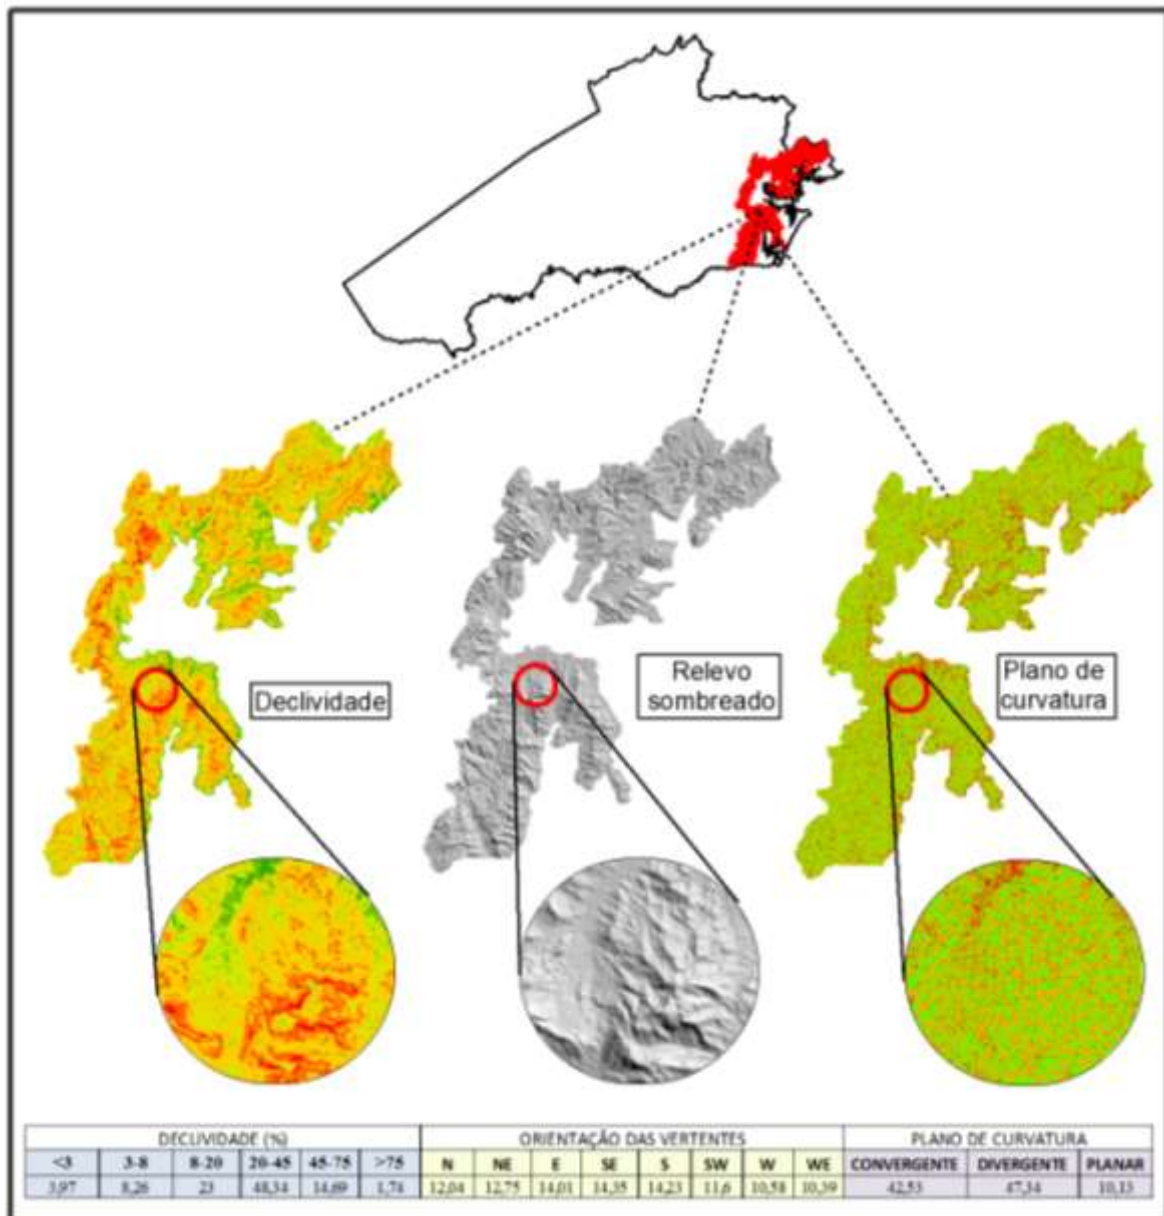 Declividade
Relevo
sombreado
Plano de
curvatura
DECLIVIDADE (%) ORIENTAÇÃO DAS VERTENTES PLANO DE CURVATURA
<3 3-8 8-20 20-45 45-75 >75 N NE E SE S SW W WE CONVERGENTE DIVERGENTE PLANAR
3,97 8,26 23 48,34 14,69 1,74 12,04 12,75 14,01 14,35 14,23 11,6 10,58 10,39 42,53 47,34 10,13